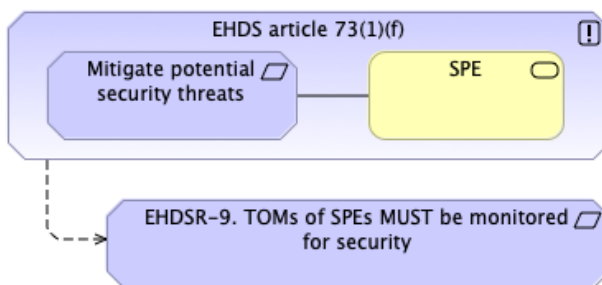 EHDS article 73(1)(f)
Mitigate potential
security threats
SPE
EHDSR-9. TOMs of SPEs MUST be monitored
for security